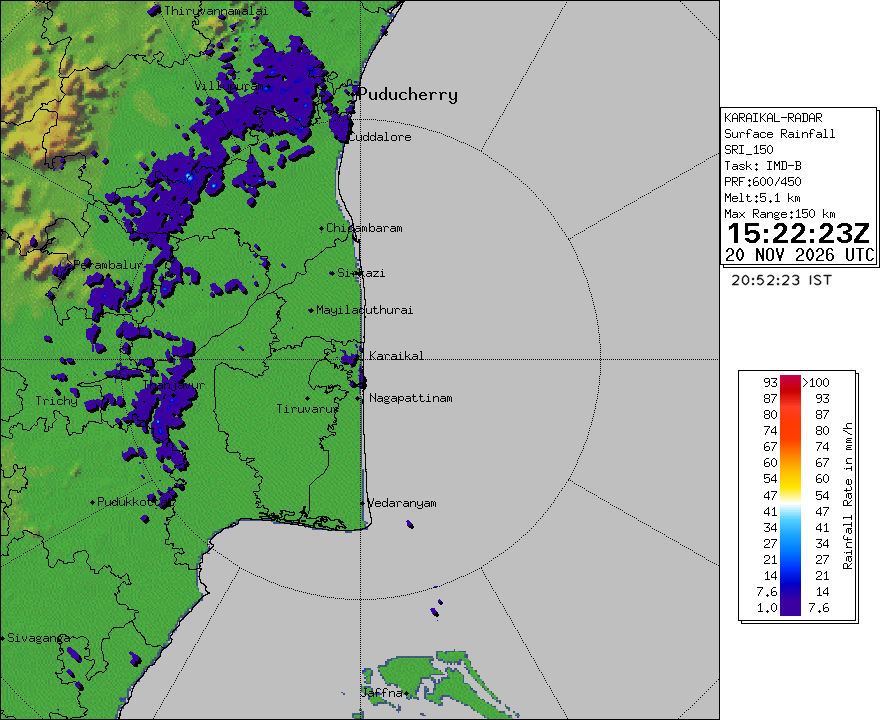 Thiruvannamalai
Villupuram
Puducherry
Cuddalore
Chidambaram
Sirkazi
Perambalur
Mayiladuthurai
Karaikal
Thanjavur
Trichy
Tiruvarur
Nagapattinam
Pudukkottai
Vedaranyam
Sivaganga
Jaffna
KARAIKAL-RADAR
Surface Rainfall
SRI_150
Task: IMD-B
PRF:600/450
Melt:5.1 km
Max Range:150 km
15:22:23Z
20 NOV 2026 UTC
20:52:23 IST
93 >100
87 93
80 87
74 80
67 74
60 67
54 60
47 54
41 47
34 41
27 34
21 27
14 21
7.6 14
1.0 7.6
Rainfall Rate in mm/h